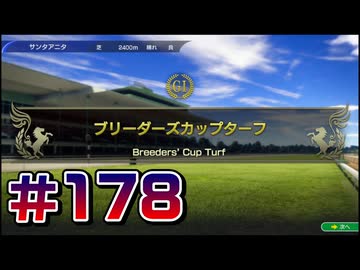 サンタアニタ 芝 2400m 晴れ 良
GI
ブリーダーズカップターフ
Breeders' Cup Turf
#178
次へ